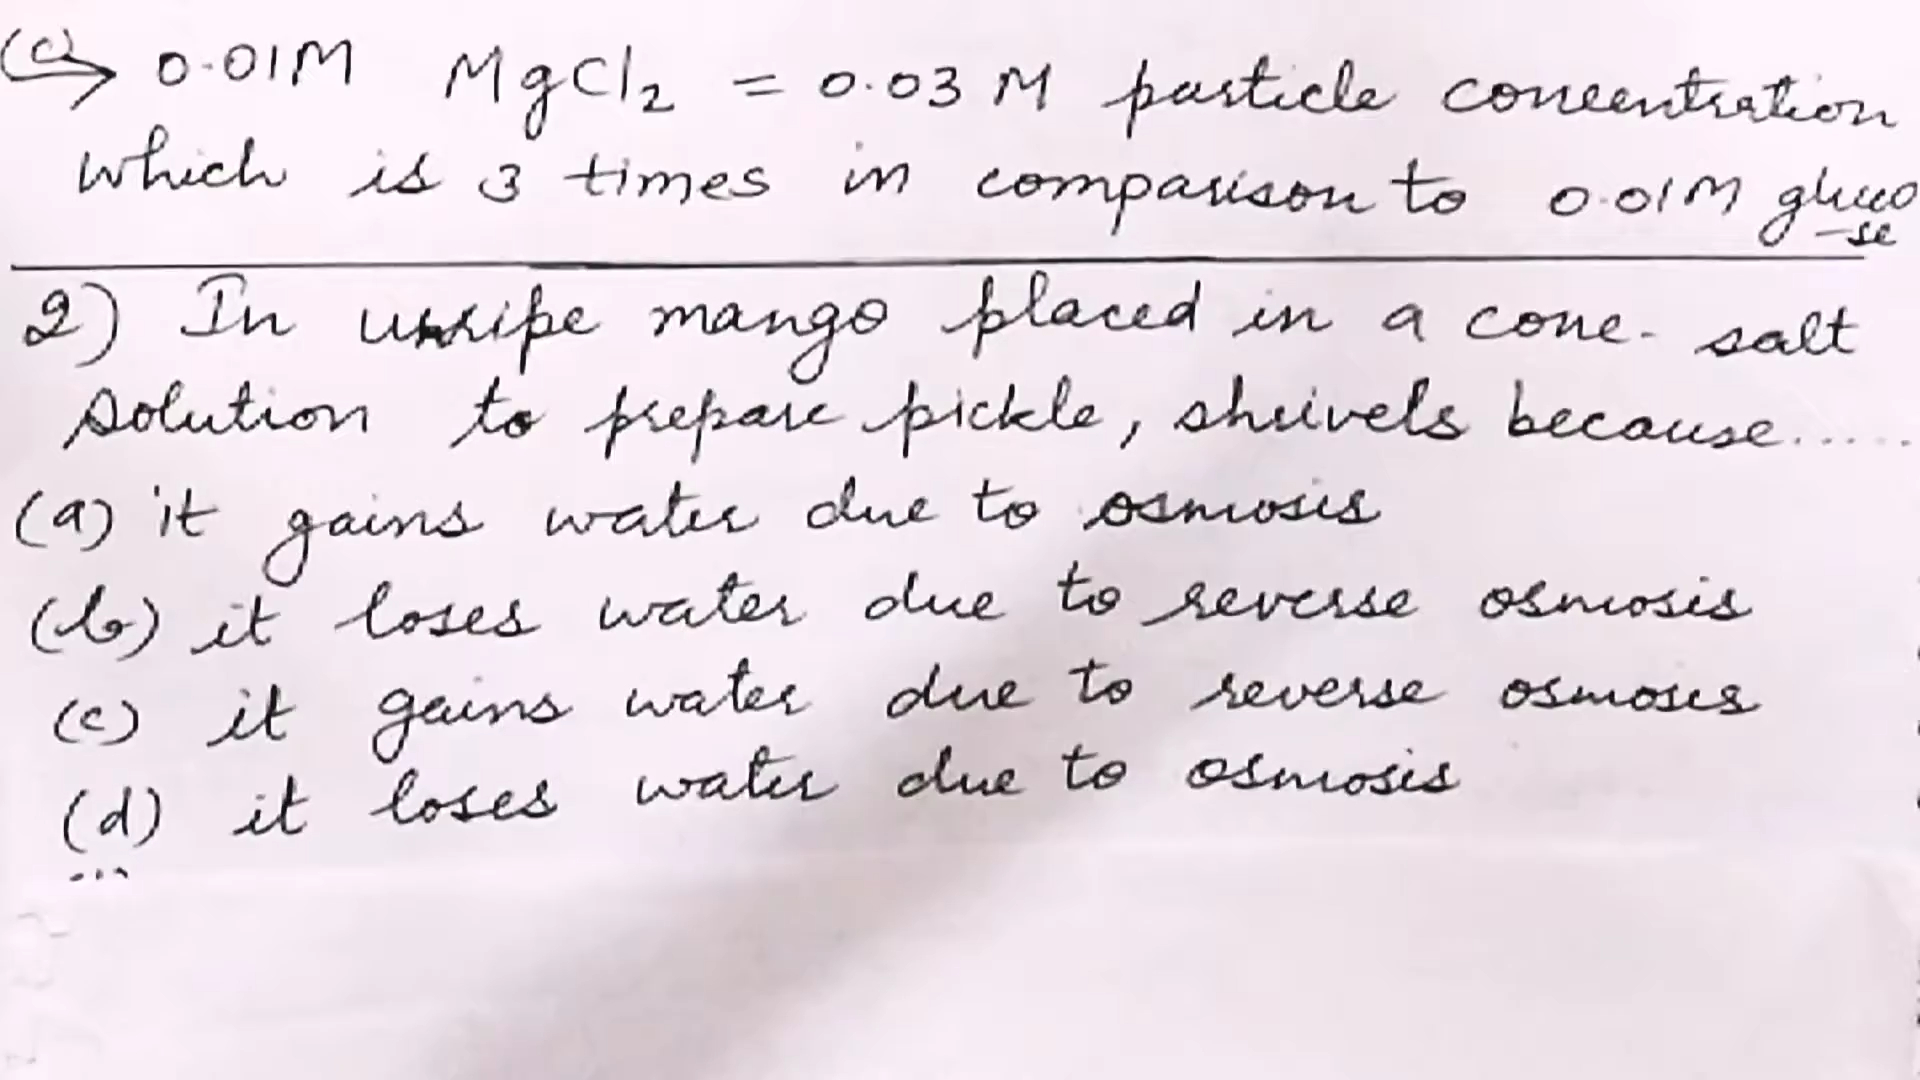 (c)→ 0.01M MgCl₂ = 0.03 M particle concentration
which is 3 times in comparison to 0.01M gluco
-se
2) In unripe mango placed in a conc. salt
solution to prepare pickle, shrivels because......
(a) it gains water due to osmosis
(b) it loses water due to reverse osmosis
(c) it gains water due to reverse osmosis
(d) it loses water due to osmosis
...